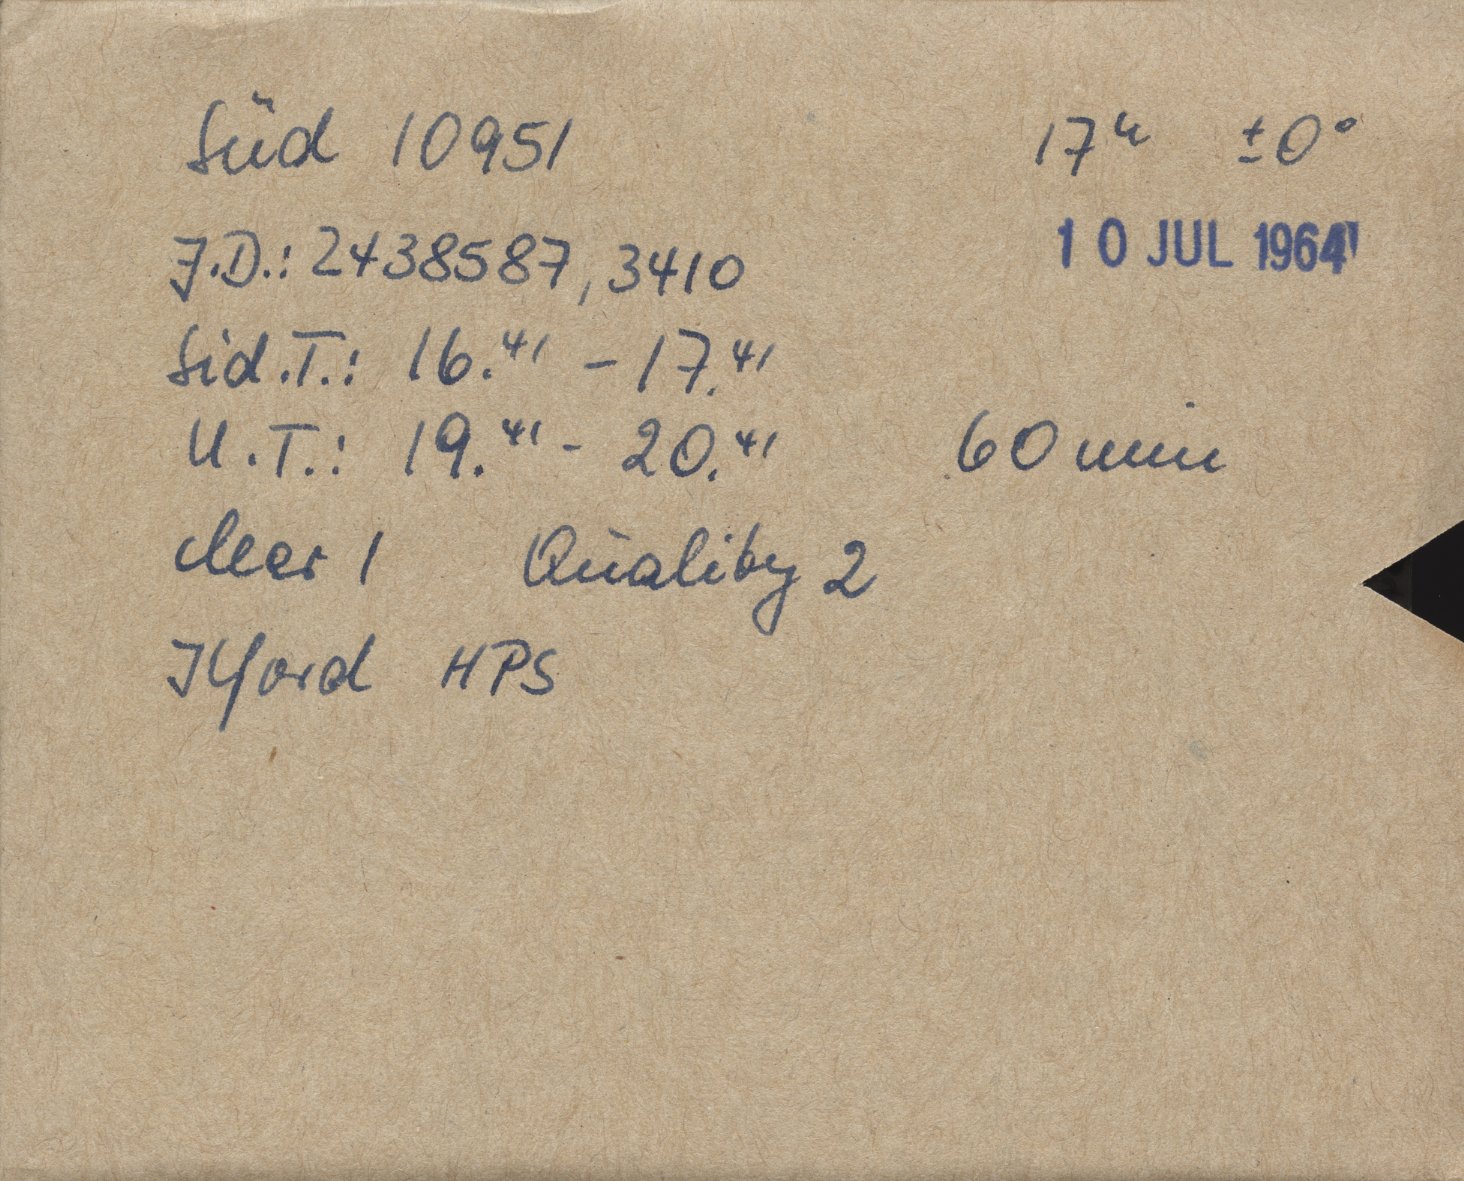 Süd 10951 17ʰ ±0°
10 JUL 1964
J.D.: 2438587,3410
Sid.T.: 16.⁴¹ – 17.⁴¹
U.T.: 19.⁴¹ - 20.⁴¹ 60 min
clear 1 Quality 2
Ilford HPS